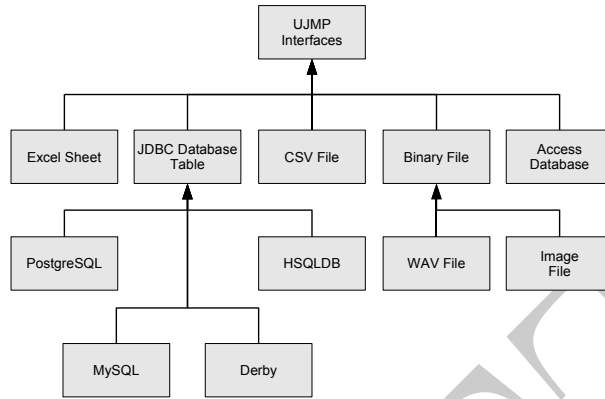 UJMP
Interfaces
Excel Sheet
JDBC Database
Table
CSV File
Binary File
Access
Database
PostgreSQL
HSQLDB
WAV File
Image
File
MySQL
Derby